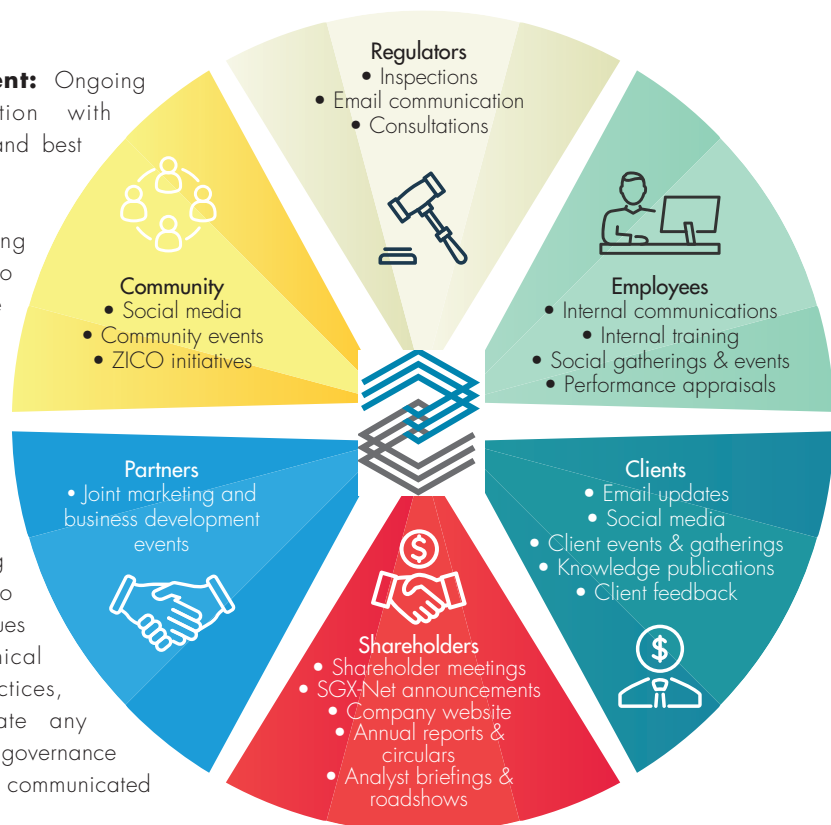 ent: Ongoing
tion with
and best
ng
o
e
g
o
ues
nical
ctices,
ate any
governance
communicated
Regulators
• Inspections
• Email communication
• Consultations
Employees
• Internal communications
• Internal training
• Social gatherings & events
• Performance appraisals
Clients
• Email updates
• Social media
• Client events & gatherings
• Knowledge publications
• Client feedback
Shareholders
• Shareholder meetings
• SGX-Net announcements
• Company website
• Annual reports &
circulars
• Analyst briefings &
roadshows
Partners
• Joint marketing and
business development
events
Community
• Social media
• Community events
• ZICO initiatives